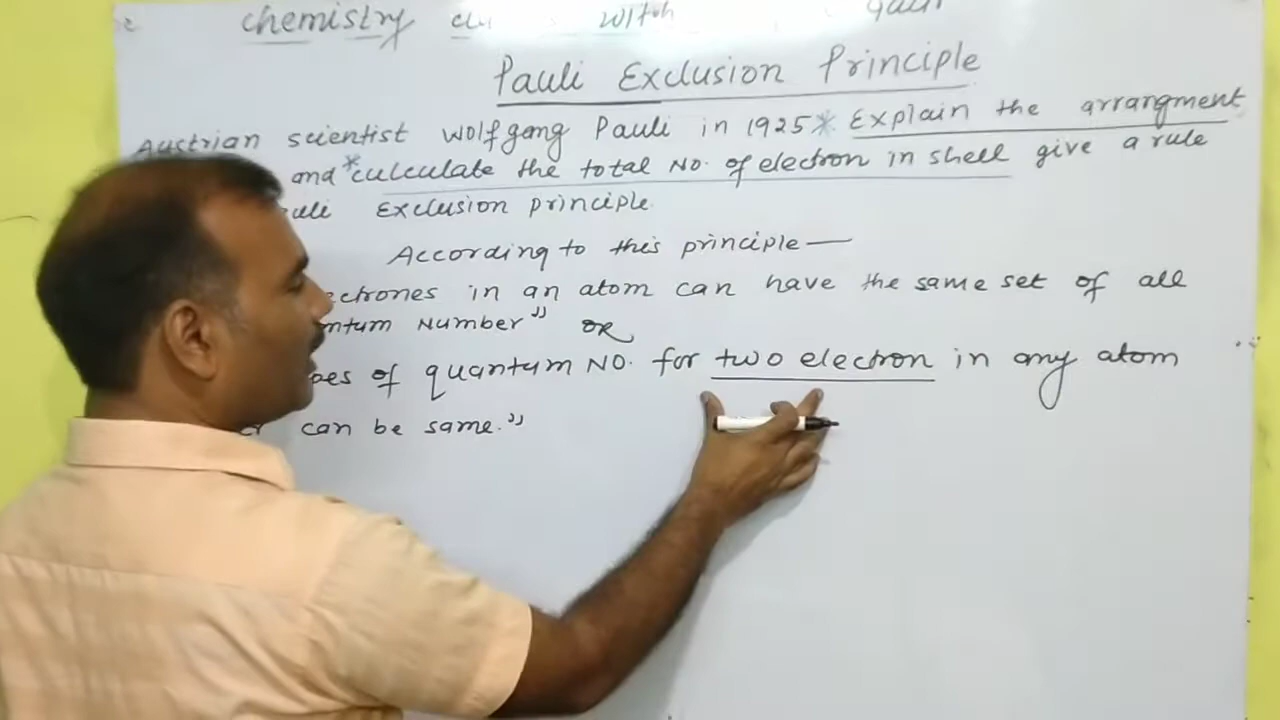 chemistry with
Pauli Exclusion Principle
Austrian scientist Wolfgang Pauli in 1925* Explain the arrangment
and *culculate the total No. of electron in shell give a rule
uli Exclusion principle
According to this principle —
ectrones in an atom can have the same set of all
ntum Number” OR
pes of quantum NO. for two electron in any atom
er can be same.”